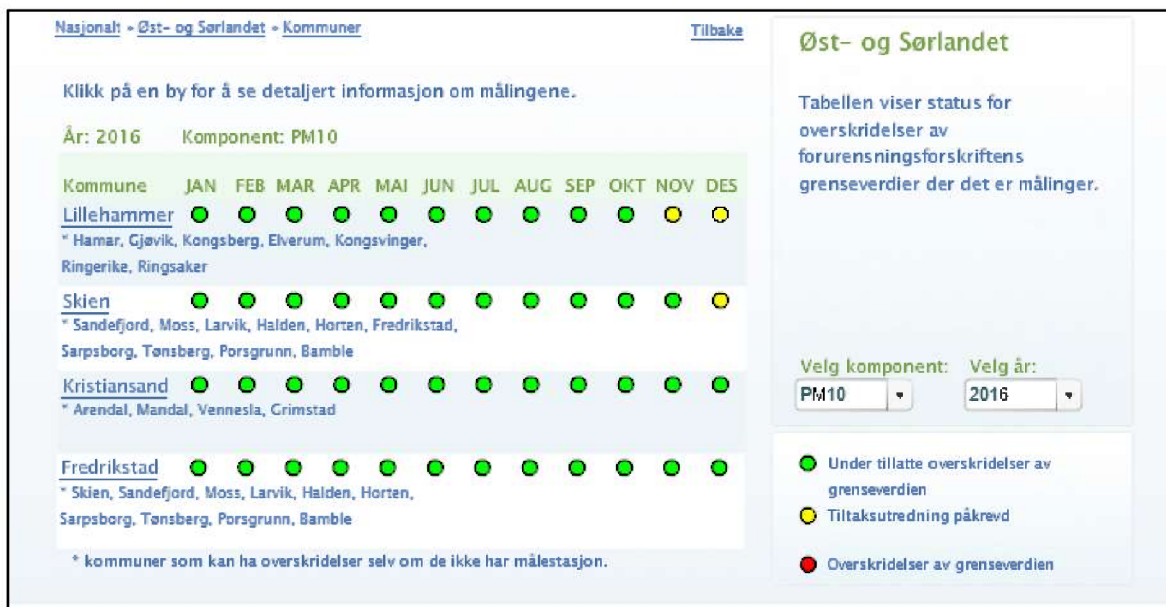 Nasjonalt - Øst- og Sørlandet - Kommuner
Tilbake
Klikk på en by for å se detaljert informasjon om målingene.
År: 2016 Komponent: PM10
Kommune JAN FEB MAR APR MAI JUN JUL AUG SEP OKT NOV DES
Lillehammer
* Hamar, Gjøvik, Kongsberg, Elverum, Kongsvinger,
Ringerike, Ringsaker
Skien
* Sandefjord, Moss, Larvik, Halden, Horten, Fredrikstad,
Sarpsborg, Tønsberg, Porsgrunn, Bamble
Kristiansand
* Arendal, Mandal, Vennesla, Grimstad
Fredrikstad
* Skien, Sandefjord, Moss, Larvik, Halden, Horten,
Sarpsborg, Tønsberg, Porsgrunn, Bamble
* kommuner som kan ha overskridelser selv om de ikke har målestasjon.
Øst- og Sørlandet
Tabellen viser status for
overskridelser av
forurensningsforskriftens
grenseverdier der det er målinger.
Velg komponent: Velg år:
PM10 2016
Under tillatte overskridelser av
grenseverdien
Tiltaksutredning påkrevd
Overskridelser av grenseverdien